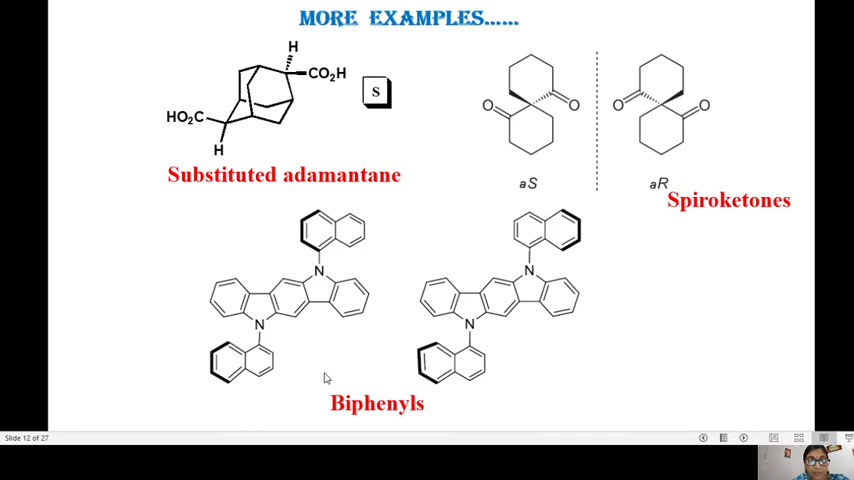 MORE EXAMPLES......
H
CO2H
S
HO2C
H
Substituted adamantane
O
O
O
O
aS
aR
Spiroketones
N
N
N
N
Biphenyls
Slide 12 of 27